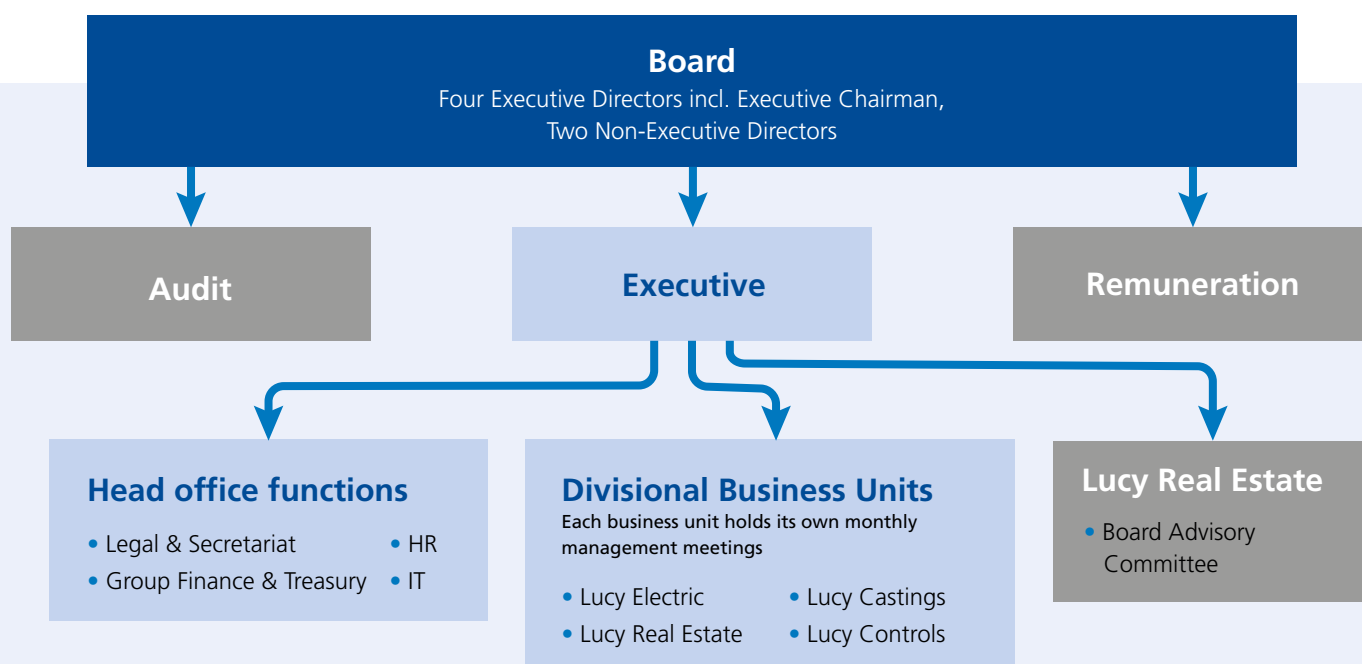 Board
Four Executive Directors incl. Executive Chairman,
Two Non-Executive Directors
Audit
Executive
Remuneration
Head office functions
• Legal & Secretariat
• HR
• Group Finance & Treasury
• IT
Divisional Business Units
Each business unit holds its own monthly
management meetings
• Lucy Electric
• Lucy Castings
• Lucy Real Estate
• Lucy Controls
Lucy Real Estate
• Board Advisory
Committee